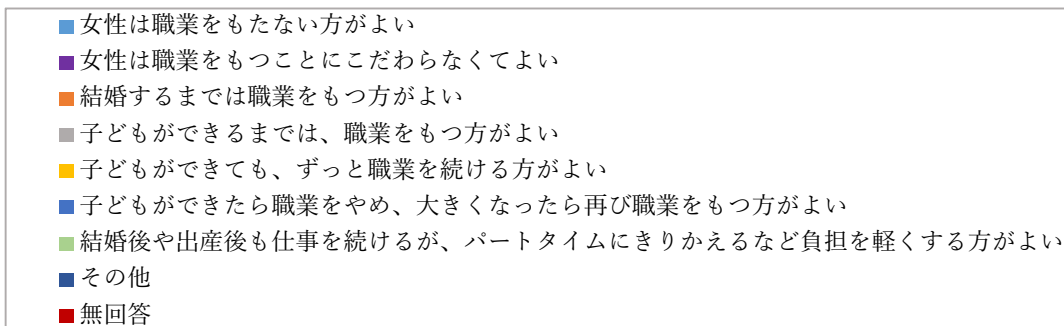 女性は職業をもたない方がよい
女性は職業をもつことにこだわらなくてよい
結婚するまでは職業をもつ方がよい
子どもができるまでは、職業をもつ方がよい
子どもができても、ずっと職業を続ける方がよい
子どもができたら職業をやめ、大きくなったら再び職業をもつ方がよい
結婚後や出産後も仕事を続けるが、パートタイムにきりかえるなど負担を軽くする方がよい
その他
無回答